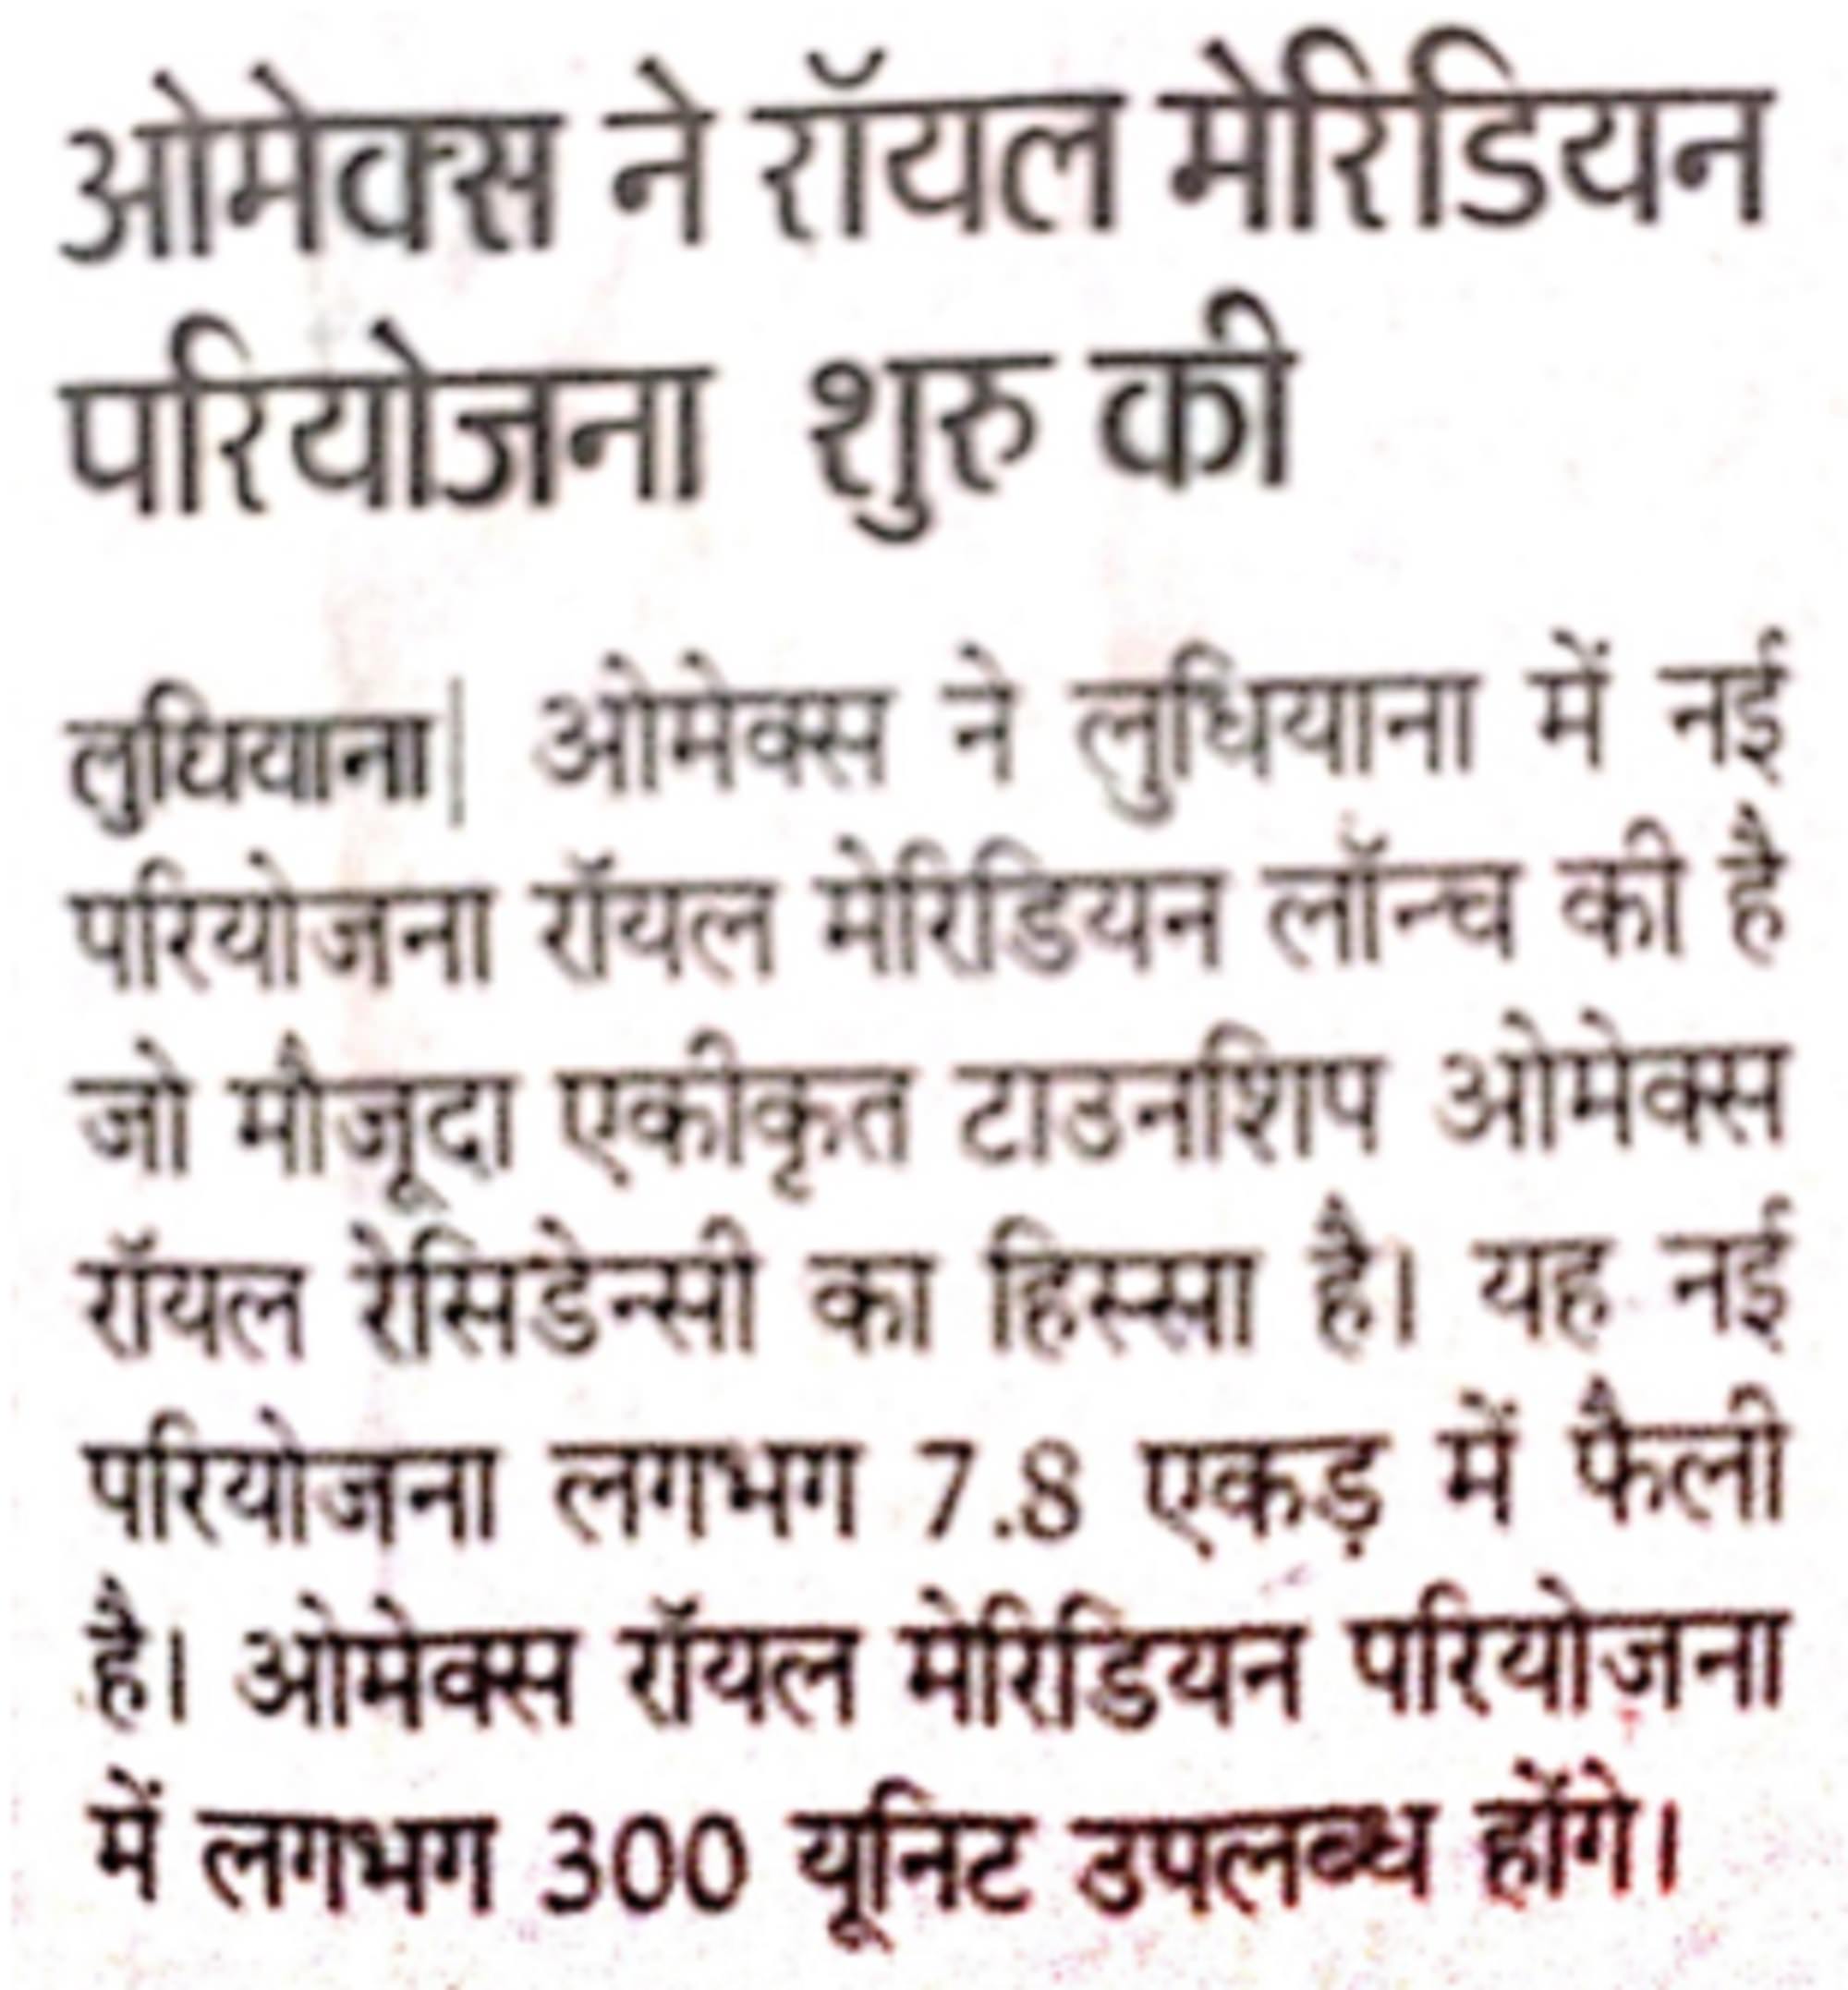 ओमेक्स ने रॉयल मेरिडियन
परियोजना शुरु की
लुधियाना| ओमेक्स ने लुधियाना में नई
परियोजना रॉयल मेरिडियन लॉन्च की है
जो मौजूदा एकीकृत टाउनशिप ओमेक्स
रॉयल रेसिडेन्सी का हिस्सा है। यह नई
परियोजना लगभग 7.8 एकड़ में फैली
है। ओमेक्स रॉयल मेरिडियन परियोजना
में लगभग 300 यूनिट उपलब्ध होंगे।